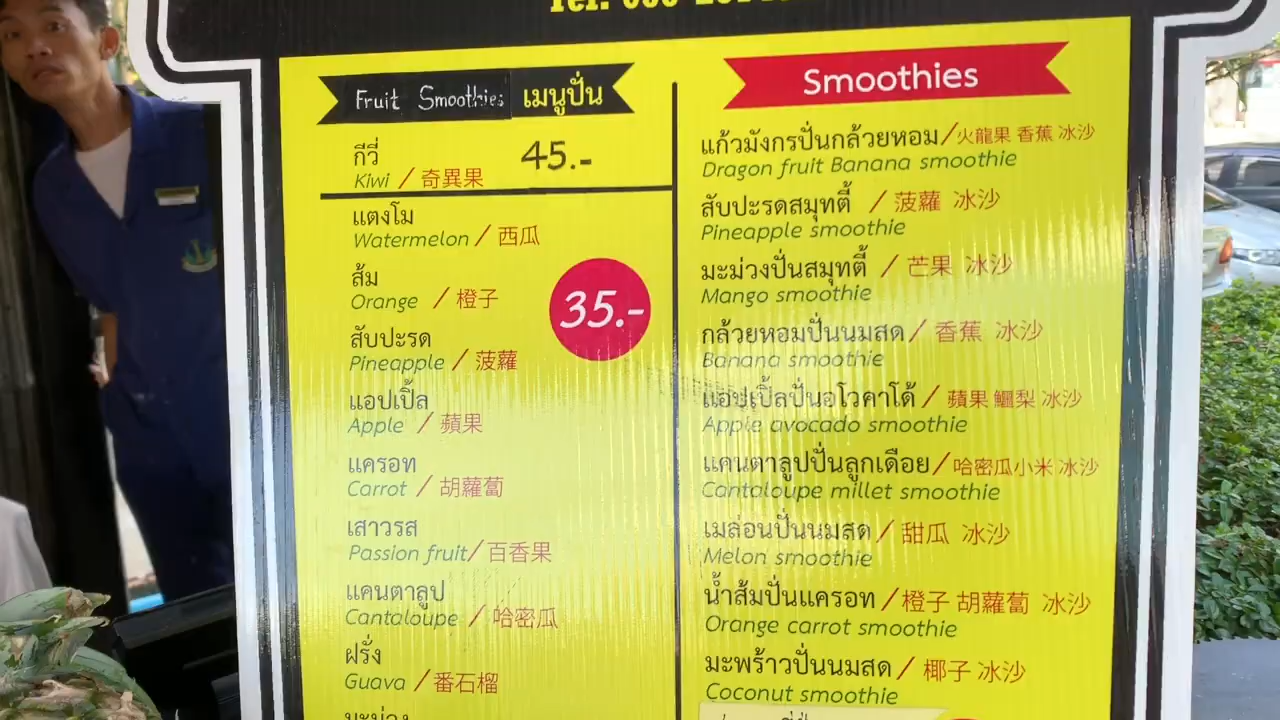 Tel.
Fruit Smoothies เมนูปั่น
กีวี่ 45.-
Kiwi / 奇異果
แตงโม
Watermelon / 西瓜
ส้ม
Orange / 橙子
35.-
สับปะรด
Pineapple / 菠蘿
แอปเปิ้ล
Apple / 蘋果
แครอท
Carrot / 胡蘿蔔
เสาวรส
Passion fruit / 百香果
แคนตาลูป
Cantaloupe / 哈密瓜
ฝรั่ง
Guava / 番石榴
มะม่วง
Smoothies
แก้วมังกรปั่นกล้วยหอม / 火龍果 香蕉 冰沙
Dragon fruit Banana smoothie
สับปะรดสมุทตี้ / 菠蘿 冰沙
Pineapple smoothie
มะม่วงปั่นสมุทตี้ / 芒果 冰沙
Mango smoothie
กล้วยหอมปั่นนมสด / 香蕉 冰沙
Banana smoothie
แอปเปิ้ลปั่นอโวคาโด้ / 蘋果 鱷梨 冰沙
Apple avocado smoothie
แคนตาลูปปั่นลูกเดือย / 哈密瓜小米 冰沙
Cantaloupe millet smoothie
เมล่อนปั่นนมสด / 甜瓜 冰沙
Melon smoothie
น้ำส้มปั่นแครอท / 橙子 胡蘿蔔 冰沙
Orange carrot smoothie
มะพร้าวปั่นนมสด / 椰子 冰沙
Coconut smoothie